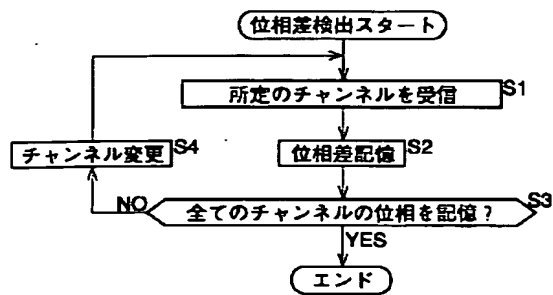 位相差検出スタート
所定のチャンネルを受信 S1
チャンネル変更 S4
位相差記憶 S2
全てのチャンネルの位相を記憶？ S3
NO
YES
エンド